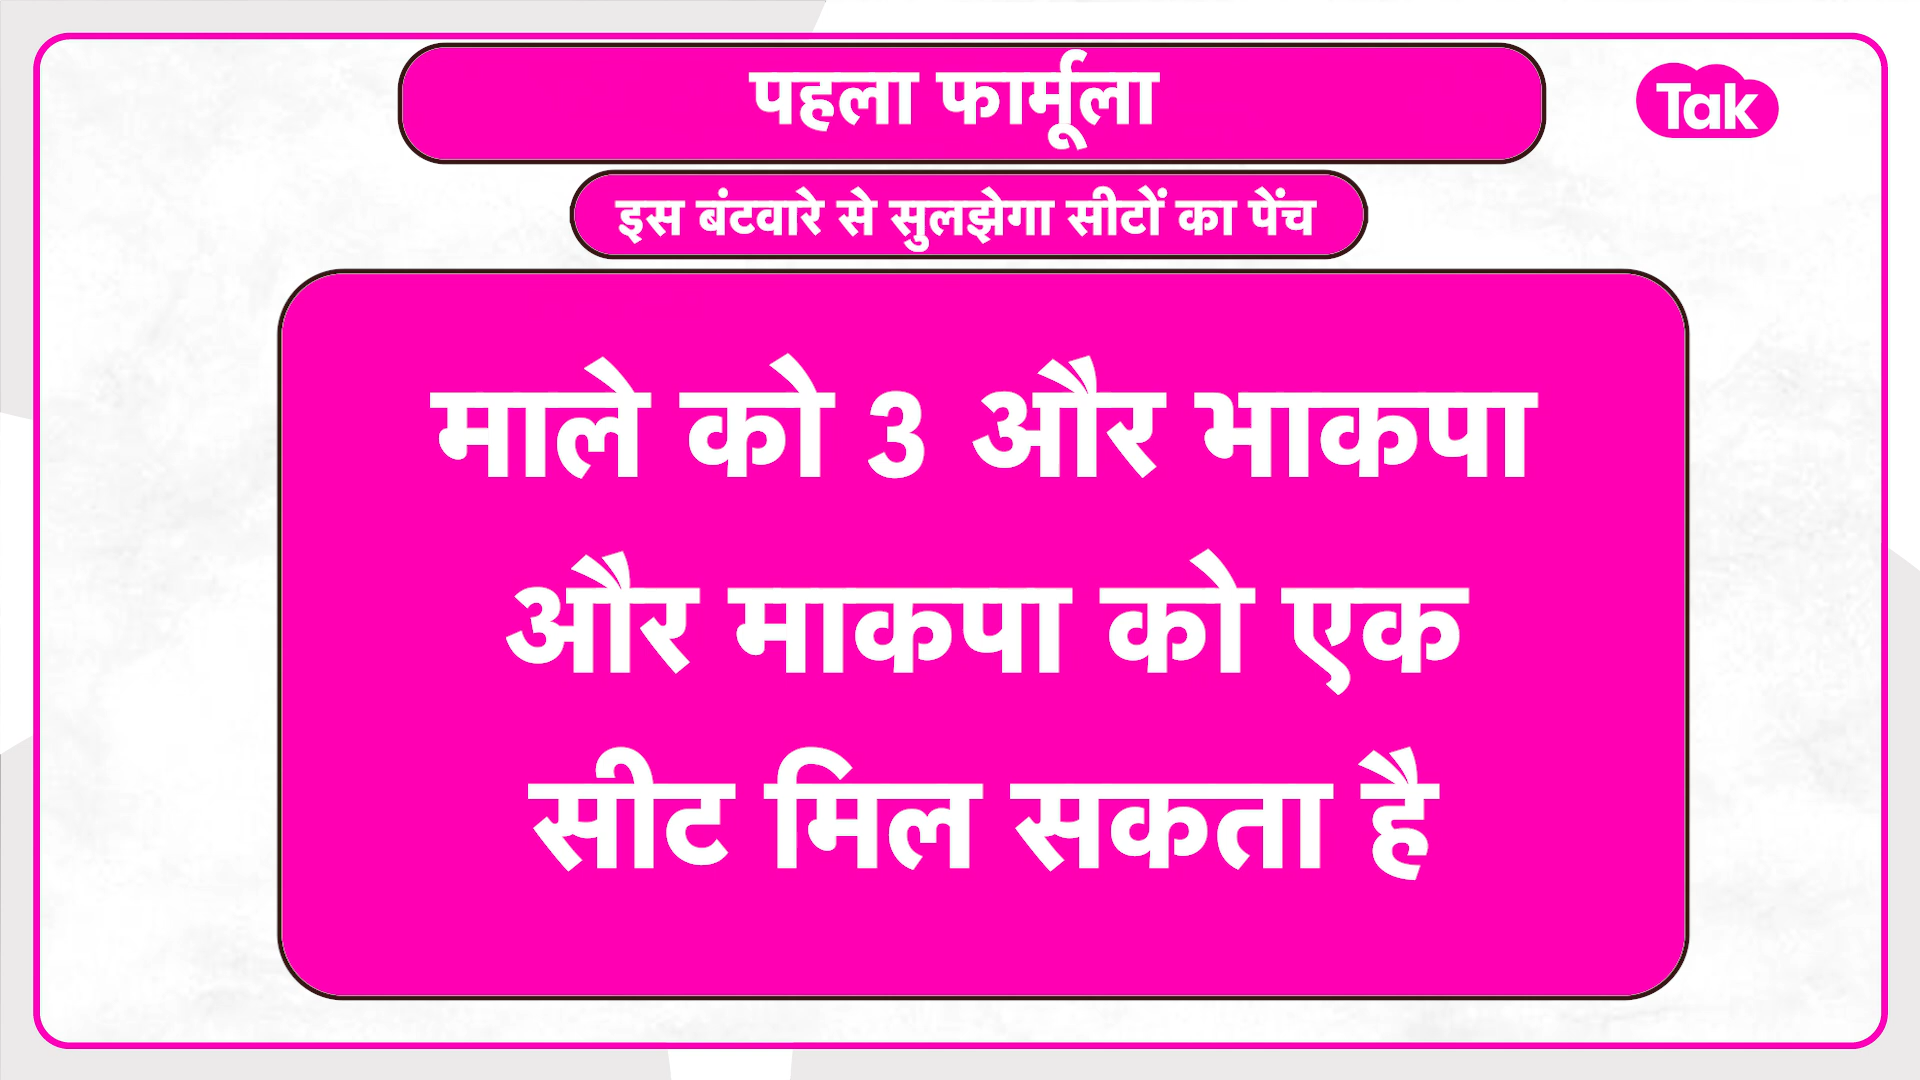 पहला फार्मूला
Tak
इस बंटवारे से सुलझेगा सीटों का पेंच
माले को 3 और भाकपा
और माकपा को एक
सीट मिल सकता है